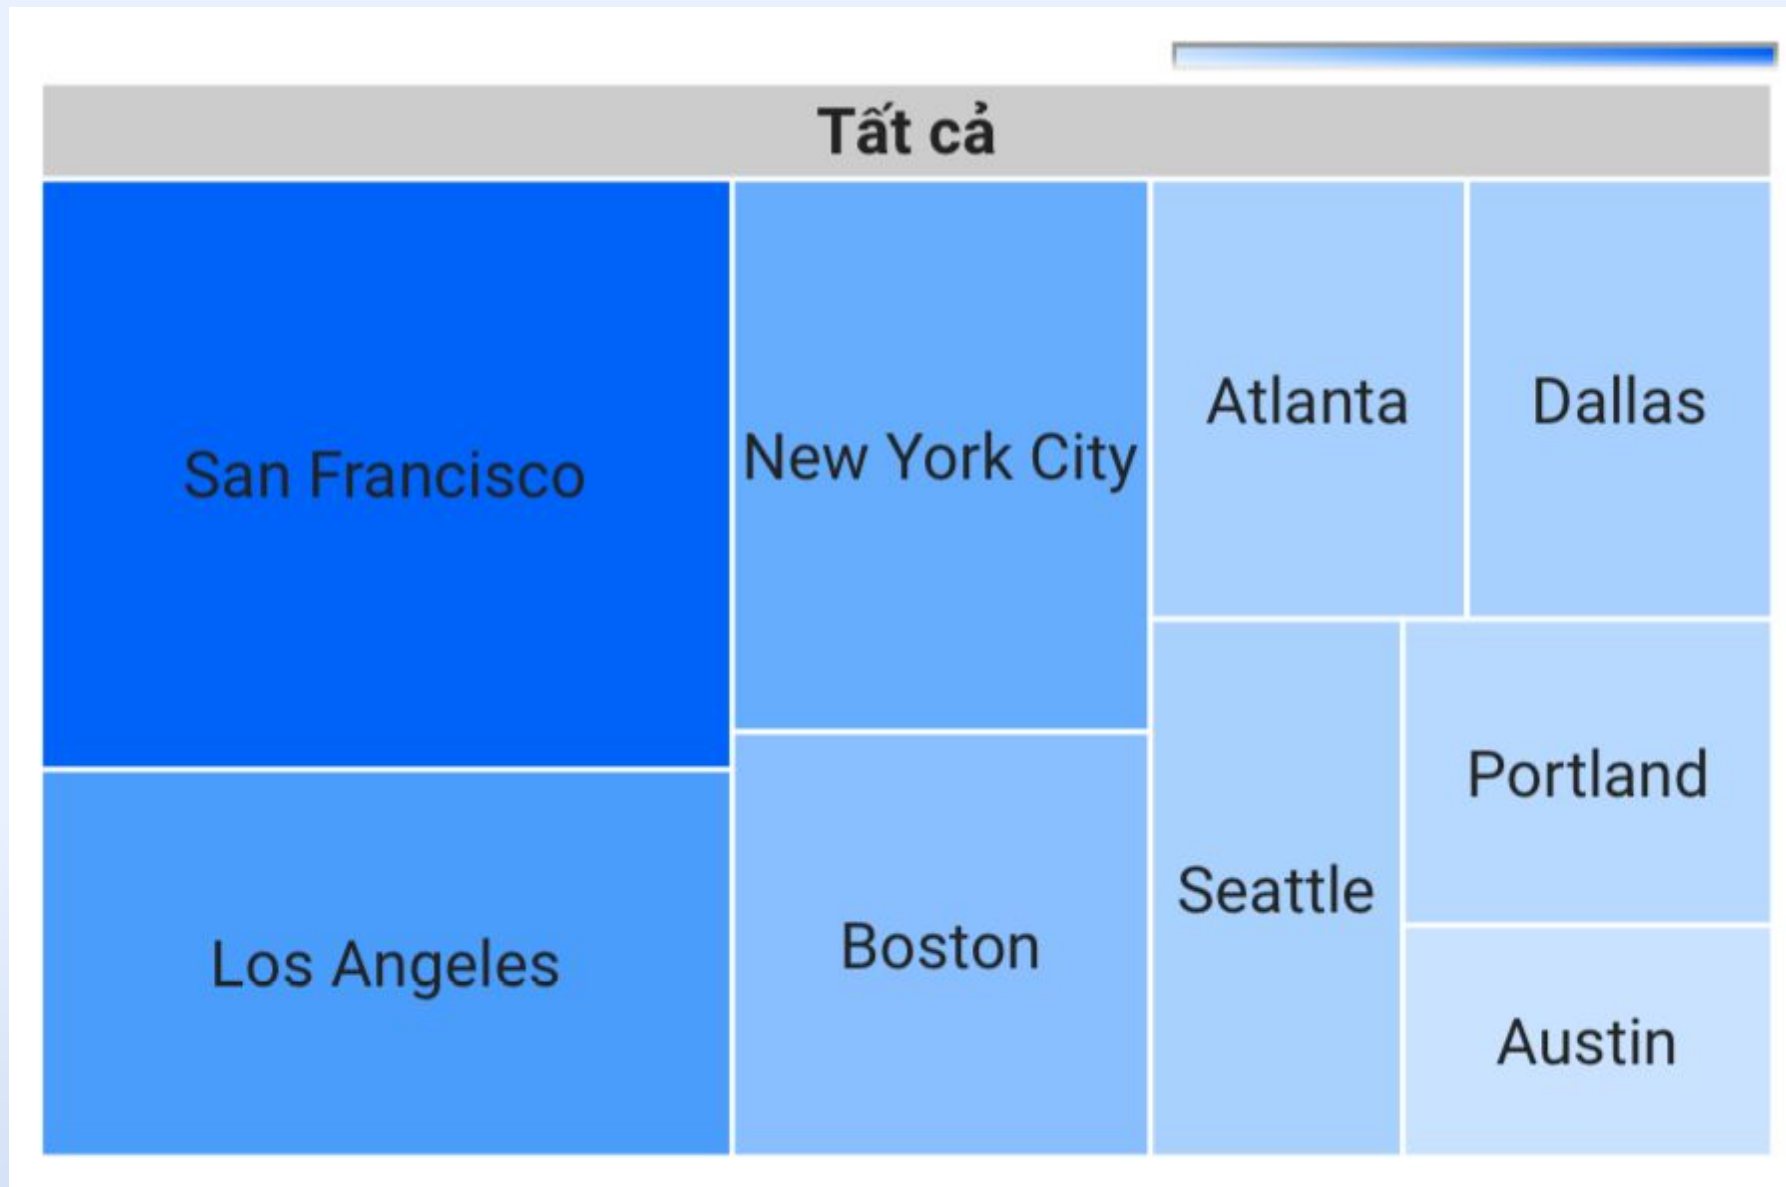 Tất cả
San Francisco
New York City
Atlanta
Dallas
Los Angeles
Boston
Seattle
Portland
Austin